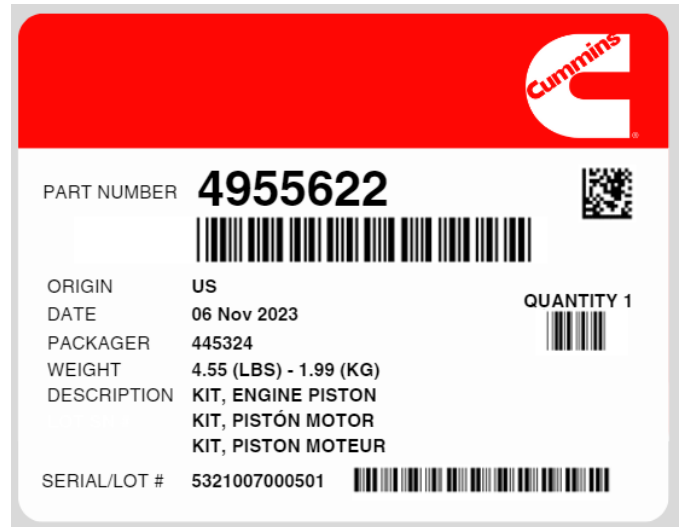 Cummins
®
PART NUMBER 4955622
ORIGIN US
DATE 06 Nov 2023
QUANTITY 1
PACKAGER 445324
WEIGHT 4.55 (LBS) - 1.99 (KG)
DESCRIPTION KIT, ENGINE PISTON
KIT, PISTÓN MOTOR
KIT, PISTON MOTEUR
SERIAL/LOT # 5321007000501